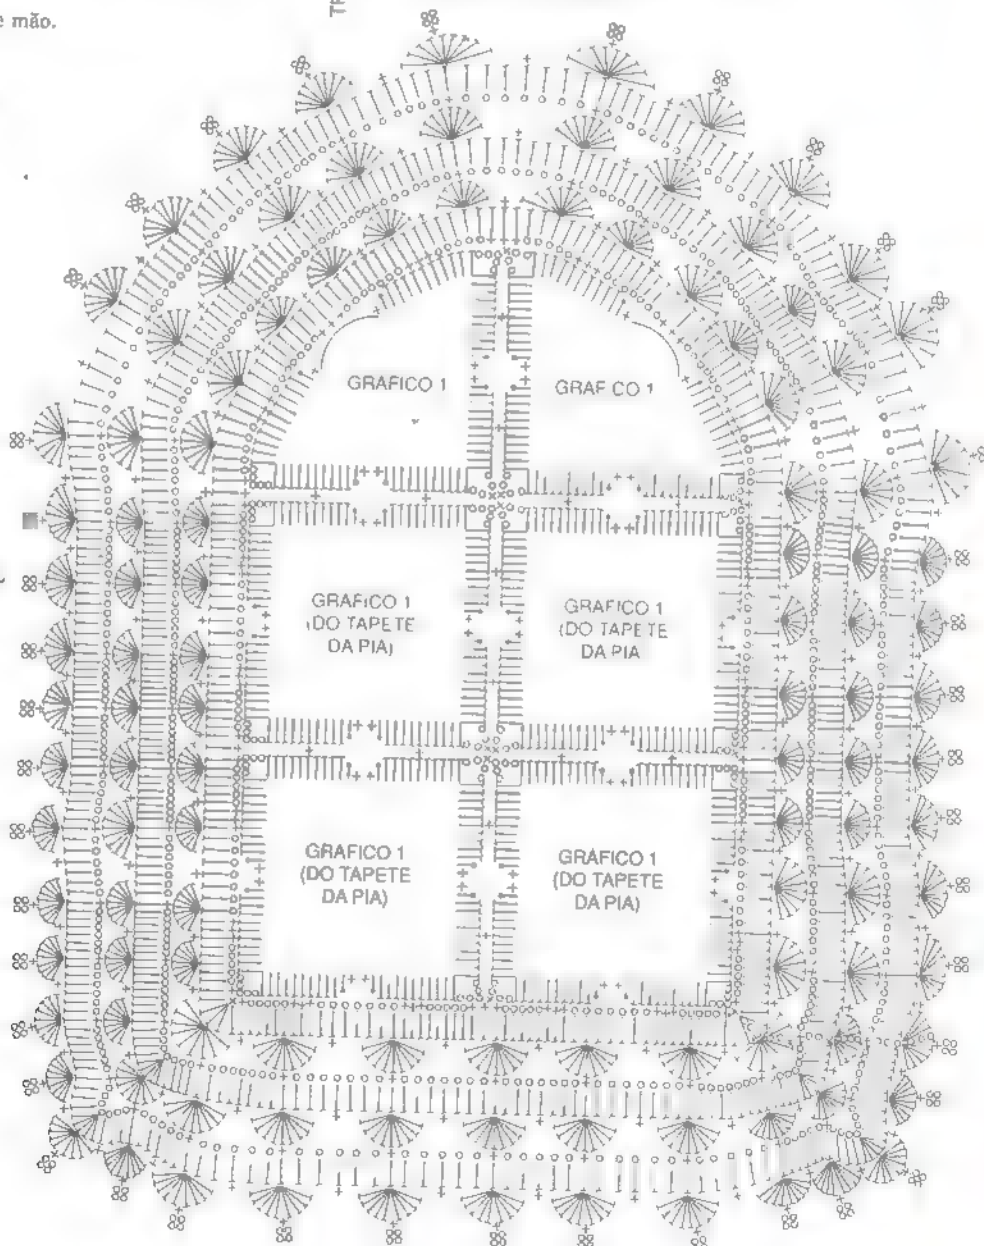 e mão.
TR
GRAFICO 1
GRAF CO 1
GRAFICO 1
(DO TAPETE
DA PIA)
GRAFICO 1
(DO TAPETE
DA PIA
GRAFICO 1
(DO TAPETE
DA PIA)
GRAFICO 1
(DO TAPETE
DA PIA)